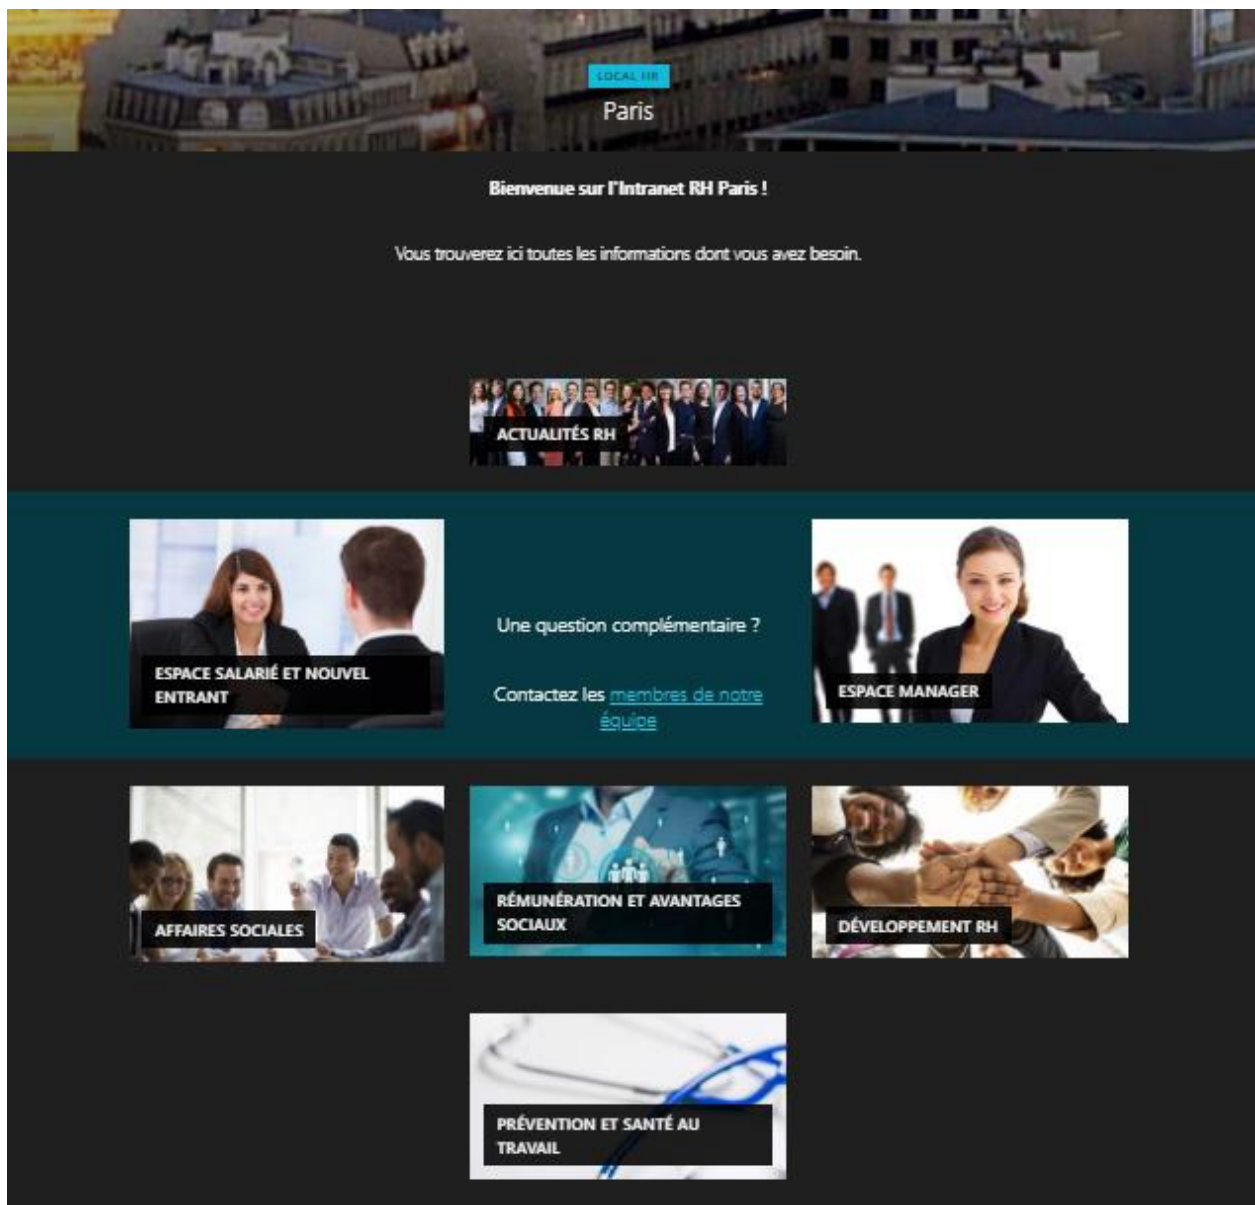 LOCAL HR
Paris
Bienvenue sur l'Intranet RH Paris !
Vous trouverez ici toutes les informations dont vous avez besoin.
ACTUALITÉS RH
ESPACE SALARIÉ ET NOUVEL
ENTRANT
Une question complémentaire ?
Contactez les membres de notre
équipe
ESPACE MANAGER
AFFAIRES SOCIALES
RÉMUNÉRATION ET AVANTAGES
SOCIAUX
DÉVELOPPEMENT RH
PRÉVENTION ET SANTÉ AU
TRAVAIL